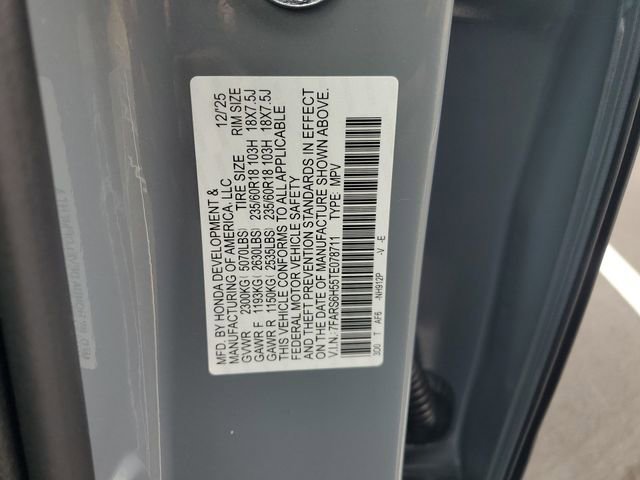 MFD. BY HONDA DEVELOPMENT & 12/'25
MANUFACTURING OF AMERICA, LLC
TIRE SIZE RIM SIZE
GVWR 2300KG( 5070LBS)
GAWR F 1193KG( 2630LBS) 235/60R18 103H 18X7.5J
GAWR R 1150KG( 2535LBS) 235/60R18 103H 18X7.5J
THIS VEHICLE CONFORMS TO ALL APPLICABLE
FEDERAL MOTOR VEHICLE SAFETY
AND THEFT PREVENTION STANDARDS IN EFFECT
ON THE DATE OF MANUFACTURE SHOWN ABOVE.
V.I.N.: 7FARS6H55TE078711 TYPE: MPV
3D0 T AF6 -NH912P -V -E